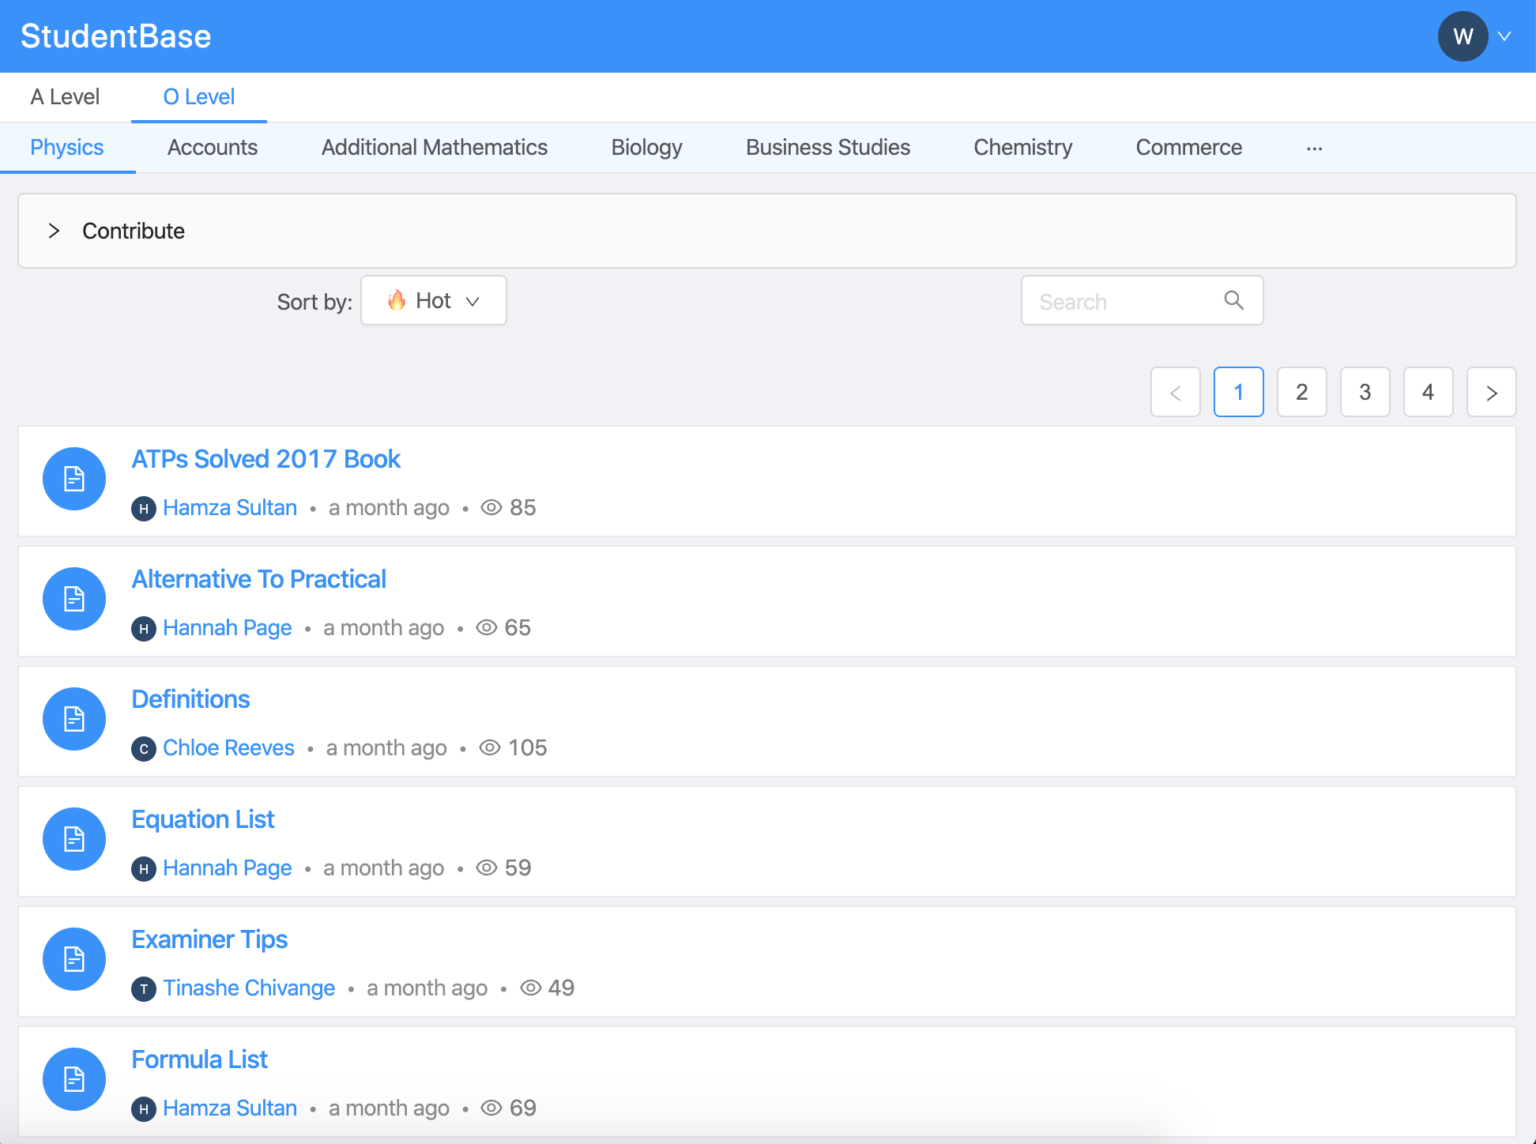 StudentBase
W
A Level O Level
Physics Accounts Additional Mathematics Biology Business Studies Chemistry Commerce ...
Contribute
Sort by: Hot Search
< 1 2 3 4 >
ATPs Solved 2017 Book
H Hamza Sultan • a month ago • 85
Alternative To Practical
H Hannah Page • a month ago • 65
Definitions
C Chloe Reeves • a month ago • 105
Equation List
H Hannah Page • a month ago • 59
Examiner Tips
T Tinashe Chivange • a month ago • 49
Formula List
H Hamza Sultan • a month ago • 69